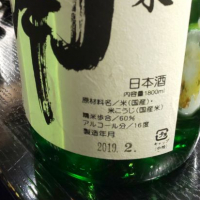 日本酒
内容量1800ml
原材料名／米(国産)・
米こうじ(国産米)
精米歩合／60％
アルコール分／16度
製造年月
2019. 2.